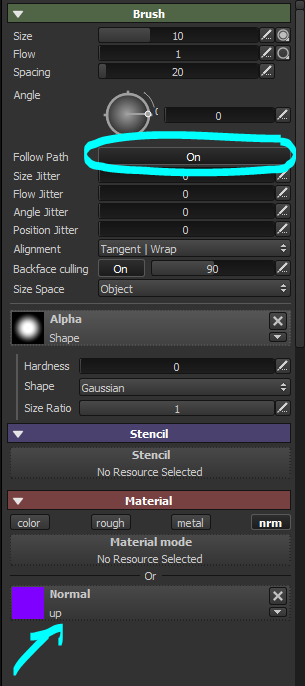 Brush
Size 10
Flow 1
Spacing 20
Angle
0
Follow Path On
Size Jitter 0
Flow Jitter 0
Angle Jitter 0
Position Jitter 0
Alignment Tangent | Wrap
Backface culling On 90
Size Space Object
Alpha
Shape
Hardness 0
Shape Gaussian
Size Ratio 1
Stencil
Stencil
No Resource Selected
Material
color rough metal nrm
Material mode
No Resource Selected
Or
Normal
up